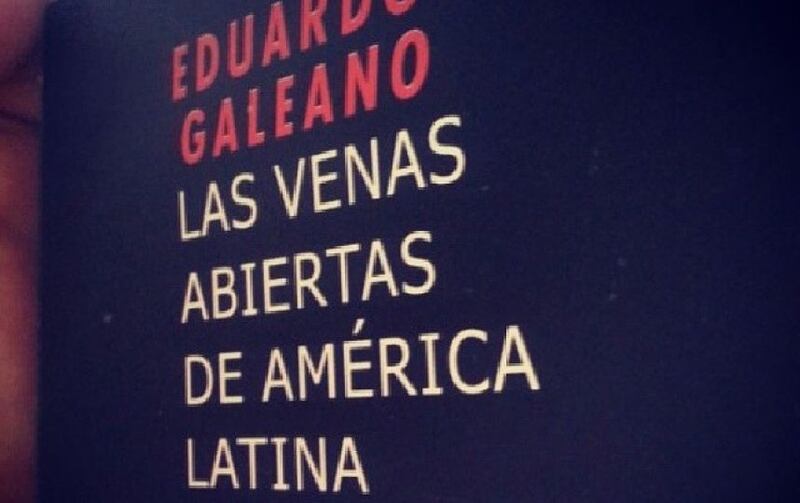 EDUARDO
GALEANO
LAS VENAS
ABIERTAS
DE AMÉRICA
LATINA